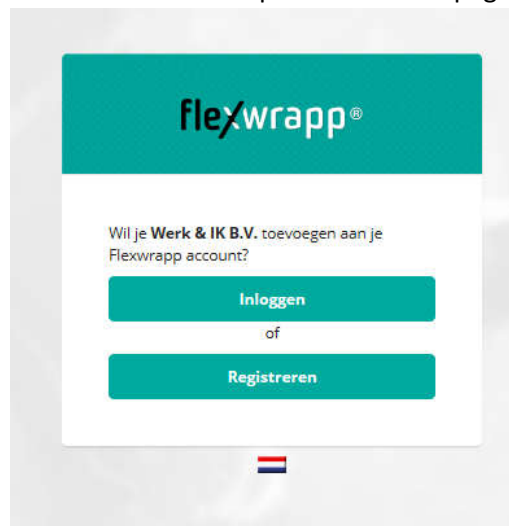 flexwrapp®
Wil je Werk & IK B.V. toevoegen aan je
Flexwrapp account?
Inloggen
of
Registreren